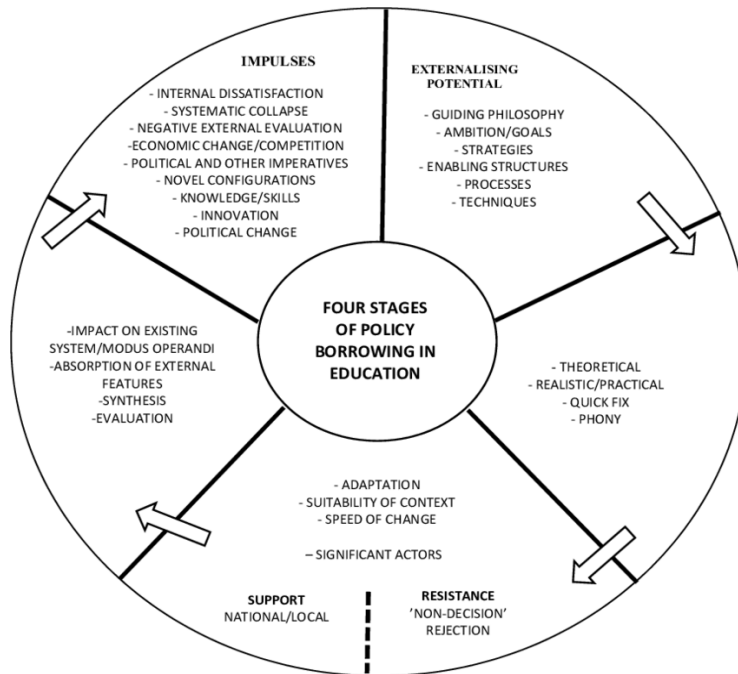 IMPULSES
- INTERNAL DISSATISFACTION
- SYSTEMATIC COLLAPSE
- NEGATIVE EXTERNAL EVALUATION
-ECONOMIC CHANGE/COMPETITION
- POLITICAL AND OTHER IMPERATIVES
- NOVEL CONFIGURATIONS
- KNOWLEDGE/SKILLS
- INNOVATION
- POLITICAL CHANGE
EXTERNALISING
POTENTIAL
- GUIDING PHILOSOPHY
- AMBITION/GOALS
- STRATEGIES
- ENABLING STRUCTURES
- PROCESSES
- TECHNIQUES
FOUR STAGES
OF POLICY
BORROWING IN
EDUCATION
- THEORETICAL
- REALISTIC/PRACTICAL
- QUICK FIX
- PHONY
- ADAPTATION
- SUITABILITY OF CONTEXT
- SPEED OF CHANGE
– SIGNIFICANT ACTORS
SUPPORT
NATIONAL/LOCAL
RESISTANCE
’NON-DECISION’
REJECTION
-IMPACT ON EXISTING
SYSTEM/MODUS OPERANDI
-ABSORPTION OF EXTERNAL
FEATURES
-SYNTHESIS
-EVALUATION